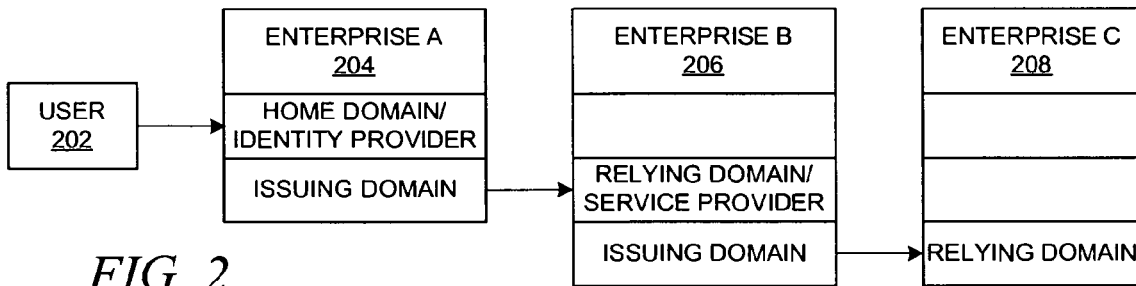 USER
202
ENTERPRISE A
204
HOME DOMAIN/
IDENTITY PROVIDER
ISSUING DOMAIN
ENTERPRISE B
206
RELYING DOMAIN/
SERVICE PROVIDER
ISSUING DOMAIN
ENTERPRISE C
208
RELYING DOMAIN
FIG. 2